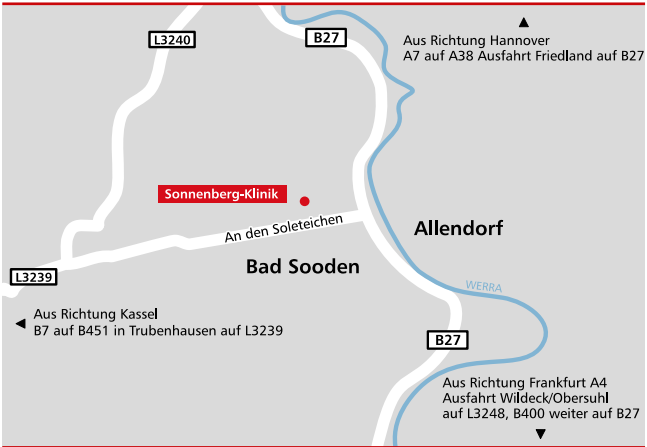 L3240
B27
Aus Richtung Hannover
A7 auf A38 Ausfahrt Friedland auf B27
Sonnenberg-Klinik
An den Soleteichen
Allendorf
Bad Sooden
L3239
WERRA
Aus Richtung Kassel
B7 auf B451 in Trubenhausen auf L3239
B27
Aus Richtung Frankfurt A4
Ausfahrt Wildeck/Obersuhl
auf L3248, B400 weiter auf B27